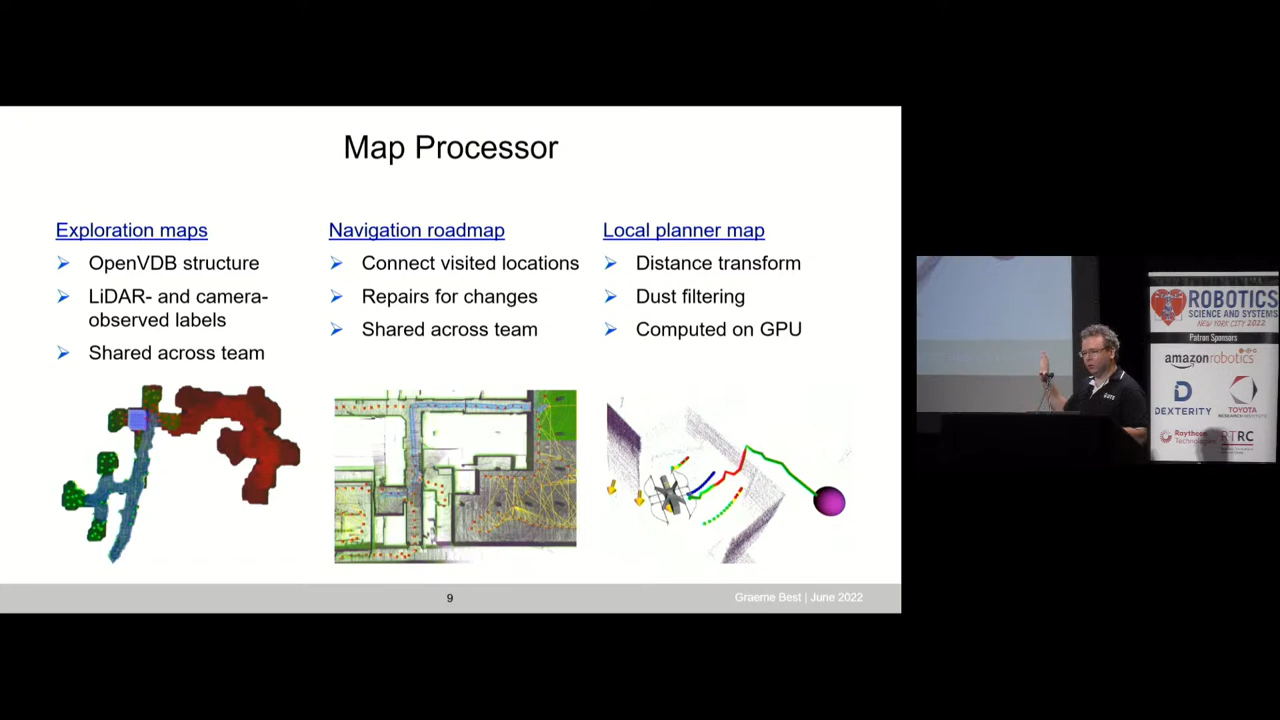 Map Processor
Exploration maps
OpenVDB structure
LiDAR- and camera-
observed labels
Shared across team
Navigation roadmap
Connect visited locations
Repairs for changes
Shared across team
Local planner map
Distance transform
Dust filtering
Computed on GPU
9
Graeme Best | June 2022
ROBOTICS
SCIENCE AND SYSTEMS
NEW YORK CITY 2022
Patron Sponsors
amazon robotics
DEXTERITY
TOYOTA
RESEARCH INSTITUTE
Raytheon
Technologies
RTRC